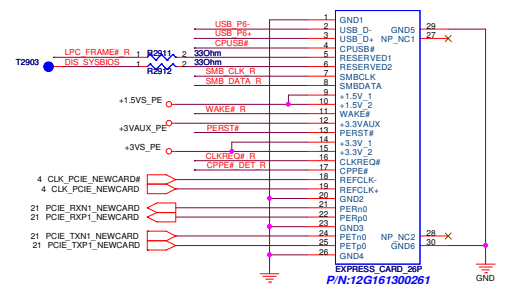 USB_P6- 1 GND1
USB_P6+ 2 USB_D- GND5 29
CPUSB# 3 USB_D+ NP_NC1 27
LPC_FRAME#_R R2911 33Ohm 4 CPUSB#
T2903 DIS_SYSBIOS R2912 33Ohm 5 RESERVED1
6 RESERVED2
SMB_CLK_R 7 SMBCLK
SMB_DATA_R 8 SMBDATA
+1.5VS_PE 9 +1.5V_1
10 +1.5V_2
WAKE#_R 11 WAKE#
+3VAUX_PE 12 +3.3VAUX
PERST# 13 PERST#
+3VS_PE 14 +3.3V_1
15 +3.3V_2
CLKREQ#_R 16 CLKREQ#
CPPE#_DET_R 17 CPPE#
4 CLK_PCIE_NEWCARD# 18 REFCLK-
4 CLK_PCIE_NEWCARD 19 REFCLK+
20 GND2
21 PCIE_RXN1_NEWCARD 21 PERn0
21 PCIE_RXP1_NEWCARD 22 PERp0
23 GND3
21 PCIE_TXN1_NEWCARD 24 PETn0 NP_NC2 28
21 PCIE_TXP1_NEWCARD 25 PETp0 GND6 30
26 GND4
EXPRESS_CARD_26P
P/N:12G161300261
GND